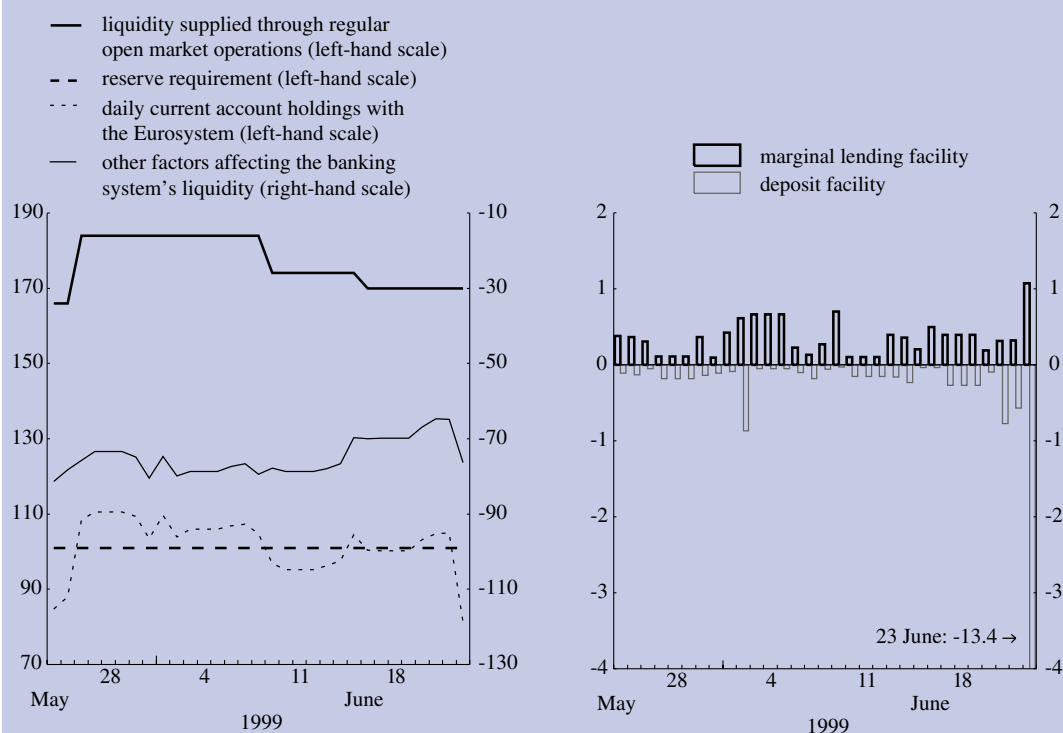 liquidity supplied through regular
open market operations (left-hand scale)
reserve requirement (left-hand scale)
daily current account holdings with
the Eurosystem (left-hand scale)
other factors affecting the banking
system's liquidity (right-hand scale)
190
170
150
130
110
90
70
-10
-30
-50
-70
-90
-110
-130
28
4
11
18
May
June
1999
marginal lending facility
deposit facility
2
1
0
-1
-2
-3
-4
2
1
0
-1
-2
-3
-4
23 June: -13.4 →
28
4
11
18
May
June
1999